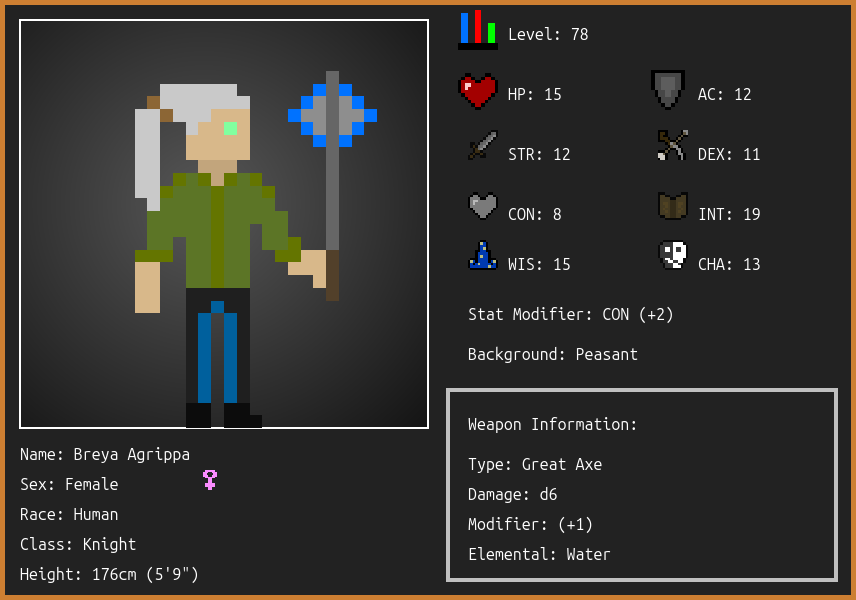 Level: 78
HP: 15
AC: 12
STR: 12
DEX: 11
CON: 8
INT: 19
WIS: 15
CHA: 13
Stat Modifier: CON (+2)
Background: Peasant
Weapon Information:
Type: Great Axe
Damage: d6
Modifier: (+1)
Elemental: Water
Name: Breya Agrippa
Sex: Female
Race: Human
Class: Knight
Height: 176cm (5'9")